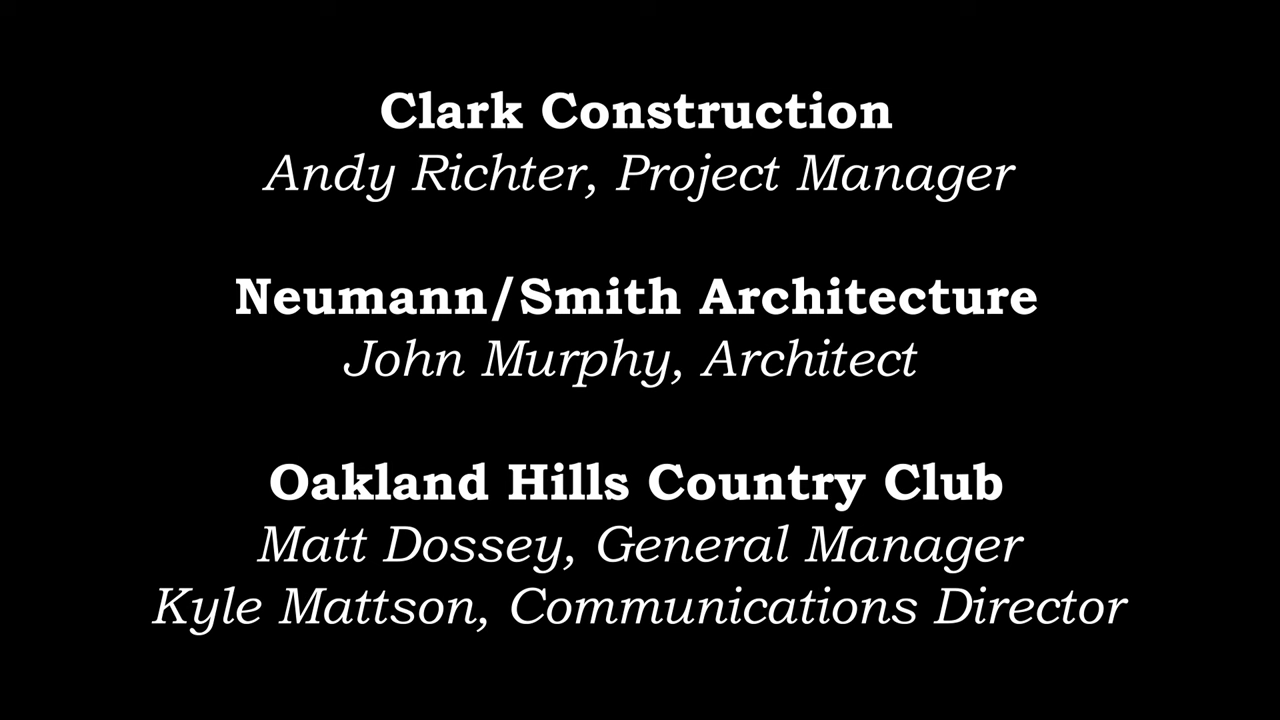 Clark Construction
Andy Richter, Project Manager
Neumann/Smith Architecture
John Murphy, Architect
Oakland Hills Country Club
Matt Dossey, General Manager
Kyle Mattson, Communications Director